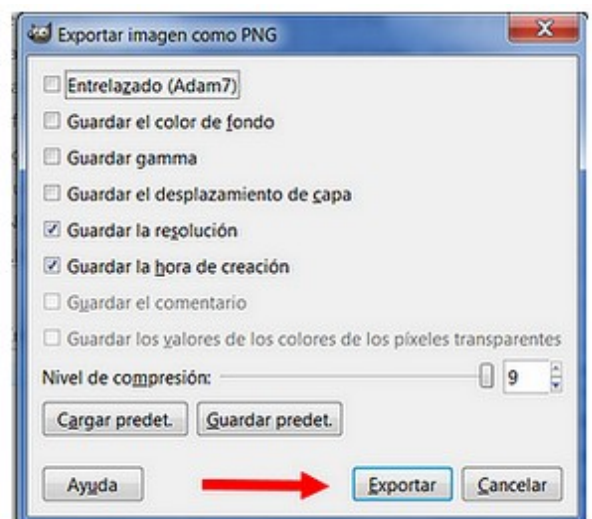 Exportar imagen como PNG
Entrelazado (Adam7)
Guardar el color de fondo
Guardar gamma
Guardar el desplazamiento de capa
Guardar la resolución
Guardar la hora de creación
Guardar el comentario
Guardar los valores de los colores de los píxeles transparentes
Nivel de compresión: 9
Cargar predet. Guardar predet.
Ayuda Exportar Cancelar